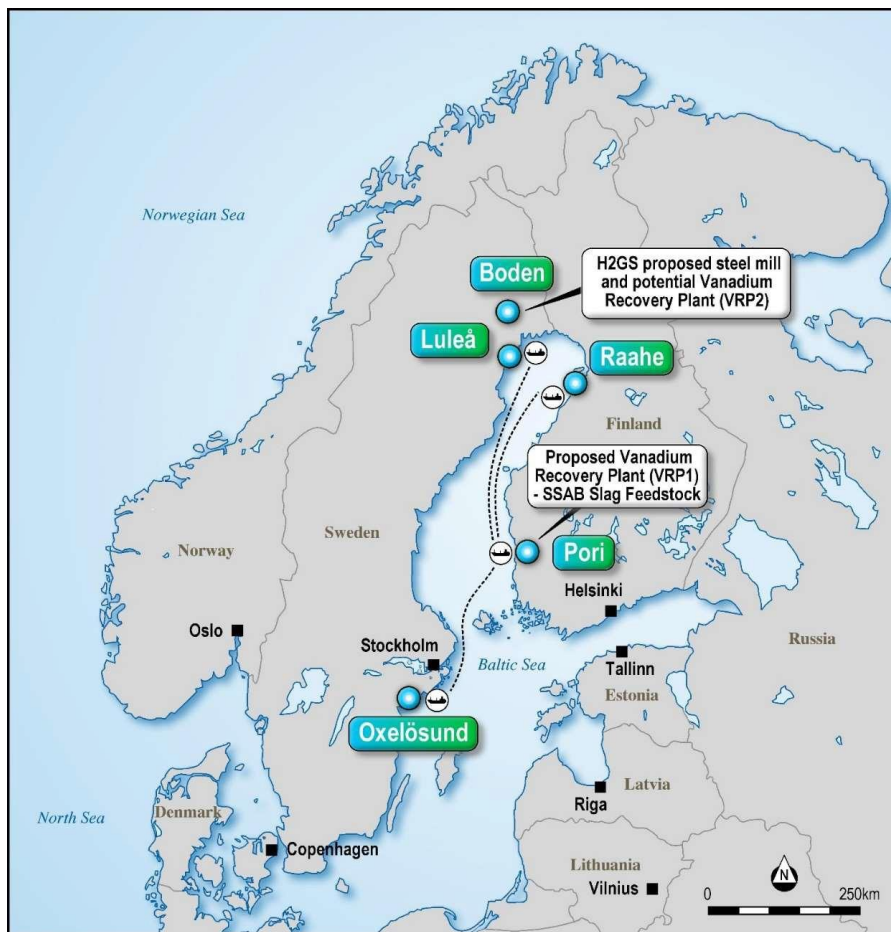 Norwegian Sea
Boden
H2GS proposed steel mill
and potential Vanadium
Recovery Plant (VRP2)
Luleå
Raahe
Finland
Proposed Vanadium
Recovery Plant (VRP1)
- SSAB Slag Feedstock
Sweden
Norway
Pori
Helsinki
Oslo
Stockholm
Baltic Sea
Russia
Tallinn
Estonia
Oxelösund
Latvia
Riga
North Sea
Denmark
Copenhagen
Lithuania
Vilnius
N
0
250km